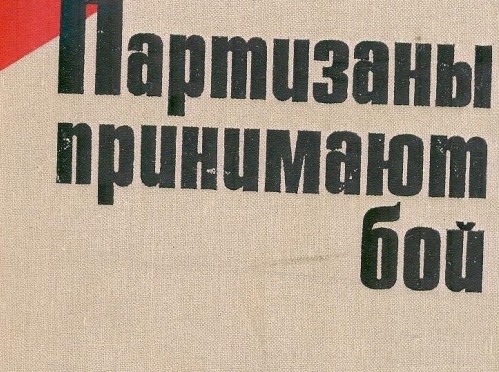 Партизаны
принимают
бой